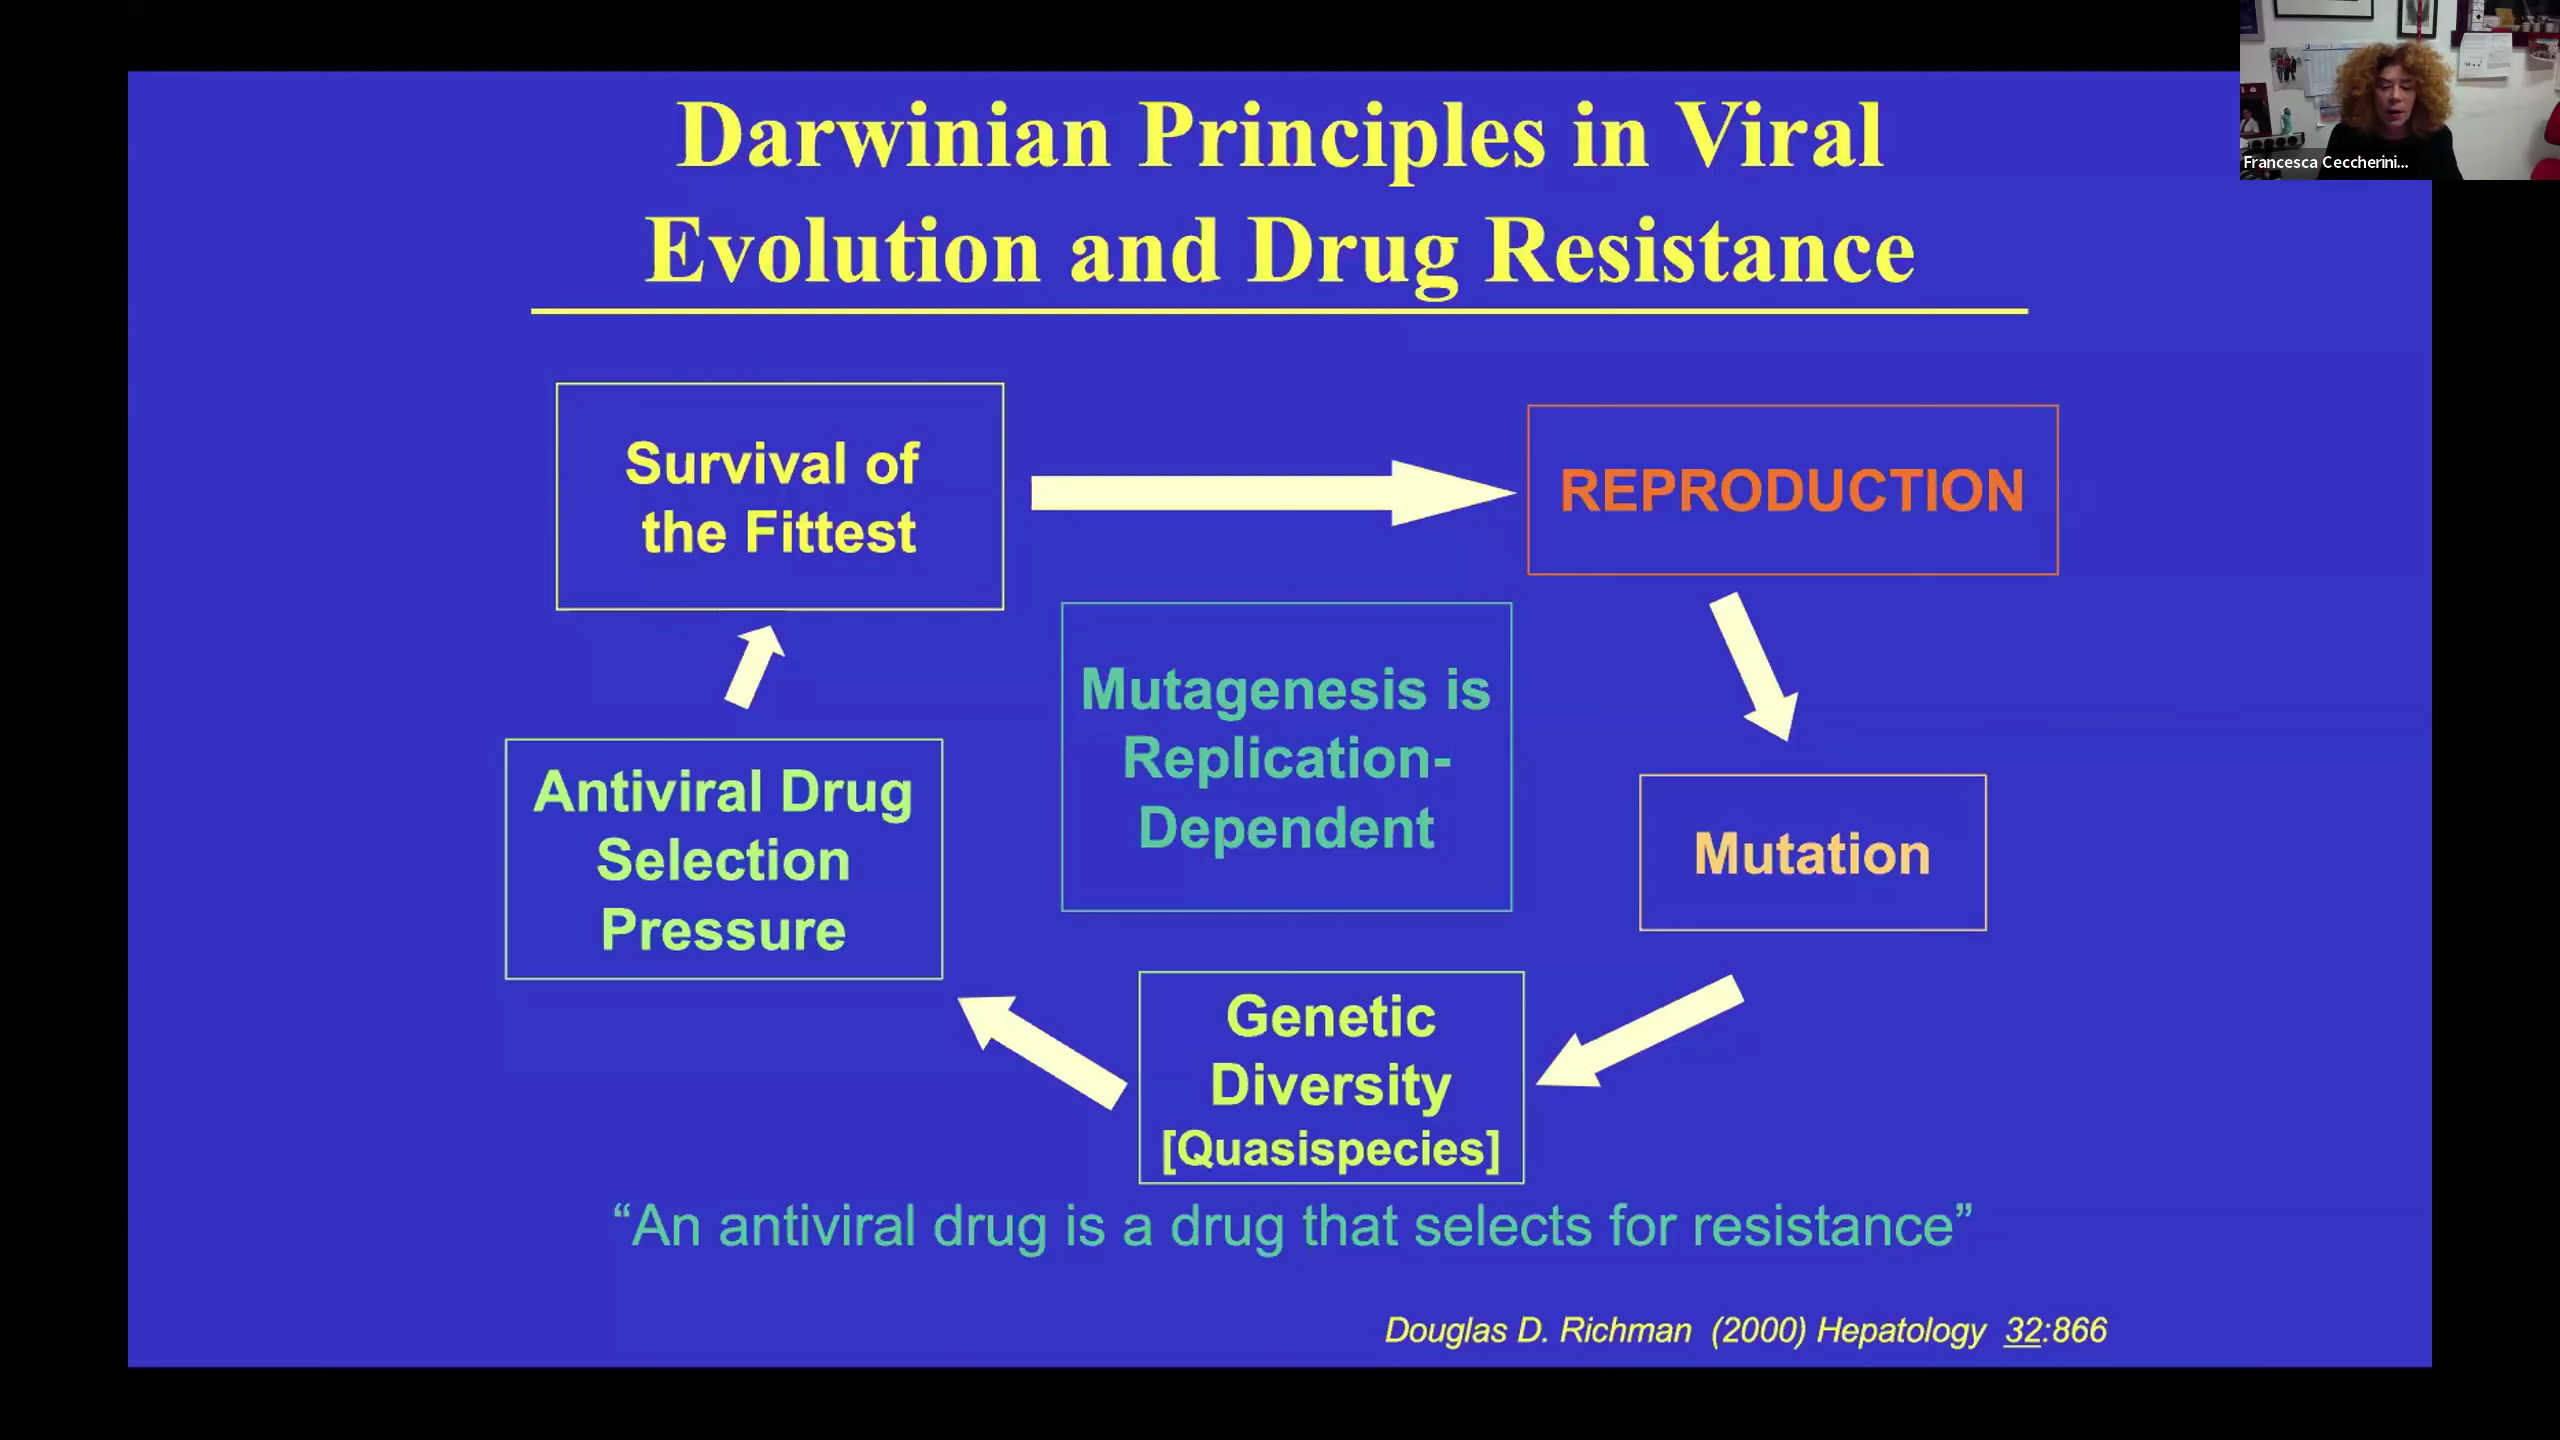 Darwinian Principles in Viral
Evolution and Drug Resistance
Francesca Ceccherini...
Survival of
the Fittest
REPRODUCTION
Mutagenesis is
Replication-
Dependent
Antiviral Drug
Selection
Pressure
Mutation
Genetic
Diversity
[Quasispecies]
“An antiviral drug is a drug that selects for resistance”
Douglas D. Richman (2000) Hepatology 32:866